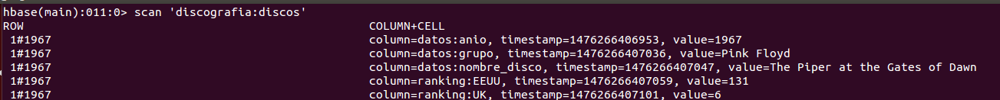 hbase(main):011:0> scan 'discografia:discos'
ROW COLUMN+CELL
1#1967 column=datos:anio, timestamp=1476266406953, value=1967
1#1967 column=datos:grupo, timestamp=1476266407036, value=Pink Floyd
1#1967 column=datos:nombre_disco, timestamp=1476266407047, value=The Piper at the Gates of Dawn
1#1967 column=ranking:EEUU, timestamp=1476266407059, value=131
1#1967 column=ranking:UK, timestamp=1476266407101, value=6